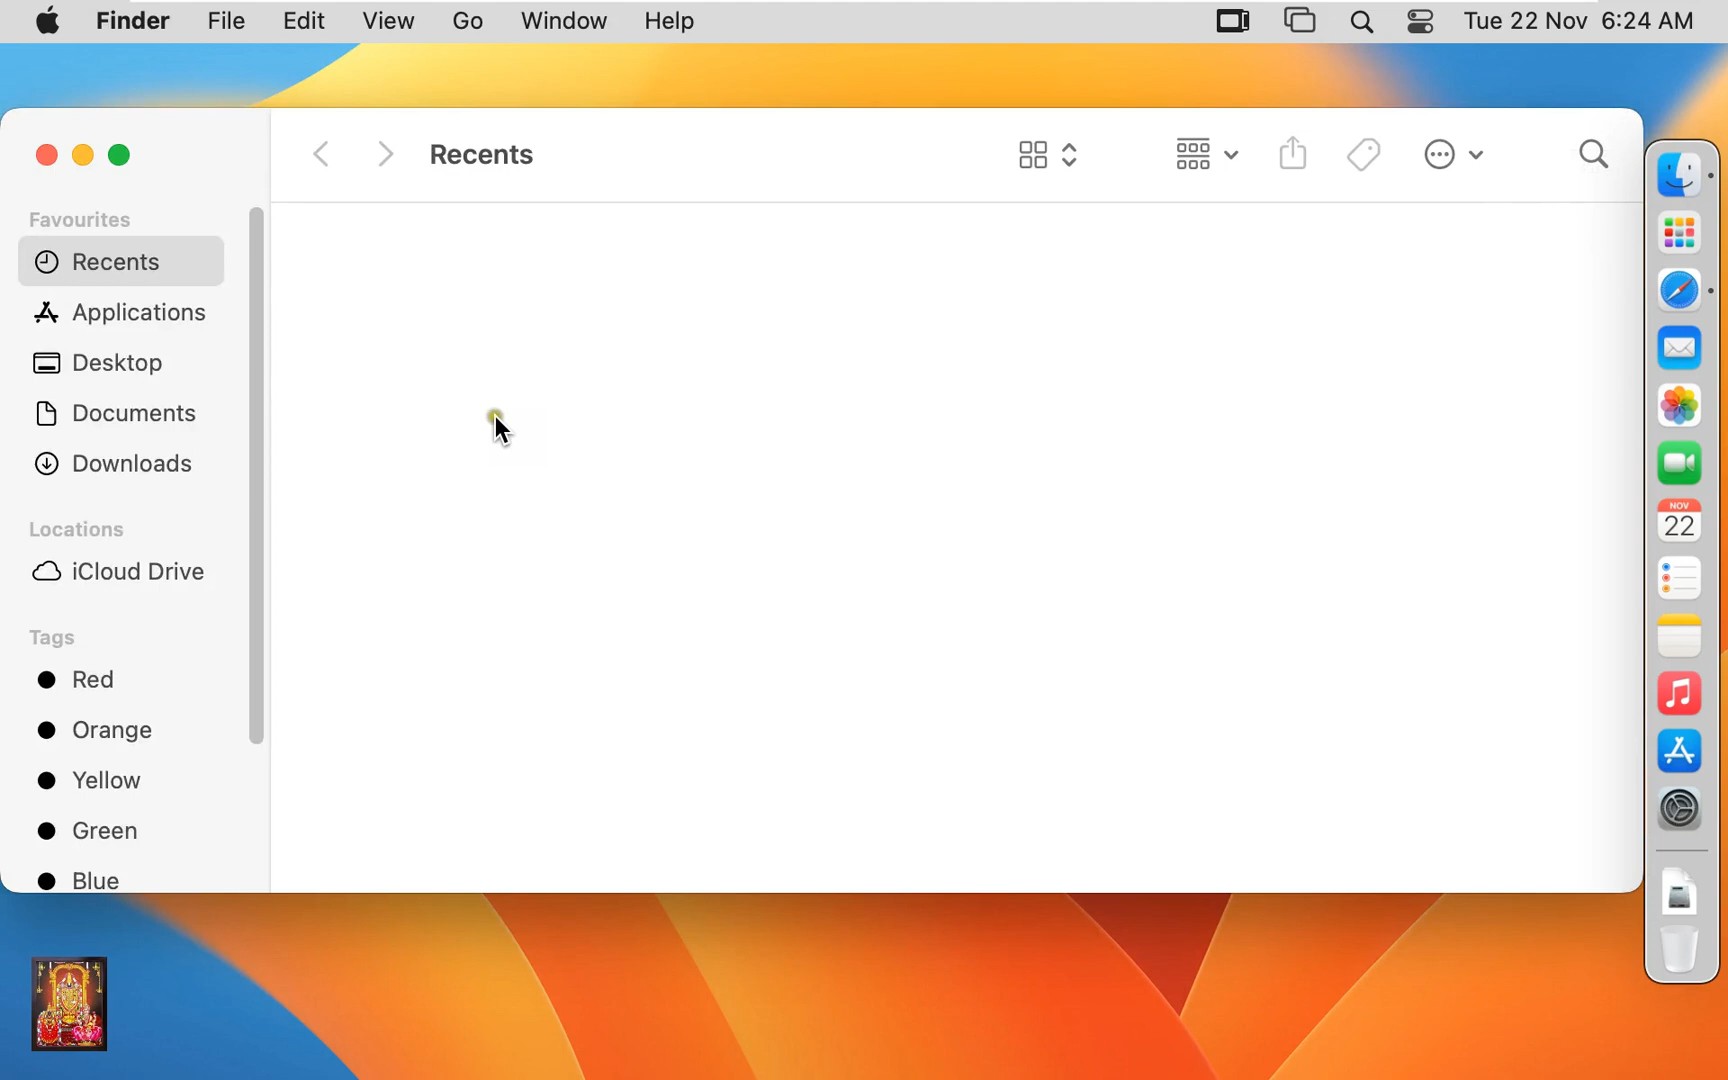 Finder File Edit View Go Window Help Tue 22 Nov 6:24 AM
Recents
Favourites
Recents
Applications
Desktop
Documents
Downloads
Locations
iCloud Drive
Tags
Red
Orange
Yellow
Green
Blue
NOV
22